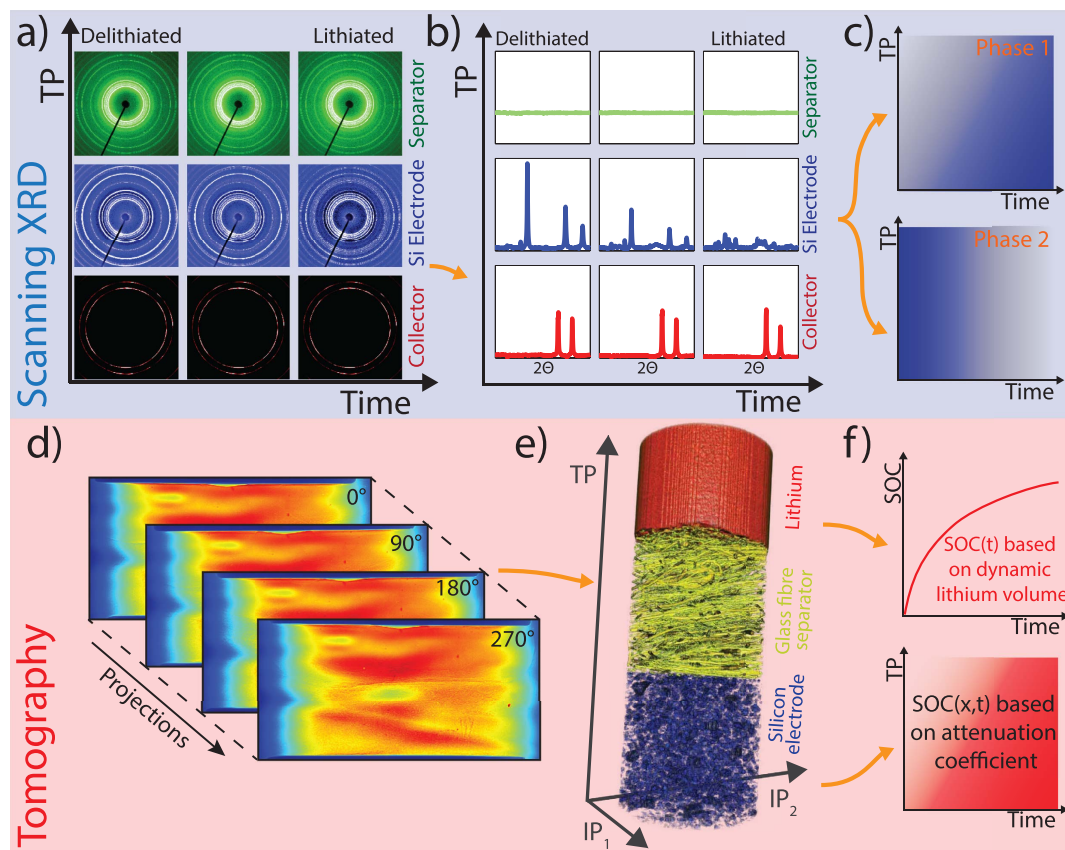 a)
Delithiated
Lithiated
TP
Separator
Si Electrode
Collector
Time
Scanning XRD
b)
Delithiated
Lithiated
TP
Separator
Si Electrode
Collector
2Θ
2Θ
2Θ
Time
c)
Phase 1
TP
Time
Phase 2
TP
Time
Tomography
d)
0°
90°
180°
270°
Projections
e)
TP
Lithium
Glass fibre
separator
Silicon
electrode
IP1
IP2
f)
SOC
SOC(t) based
on dynamic
lithium volume
Time
TP
SOC(x,t) based
on attenuation
coefficient
Time